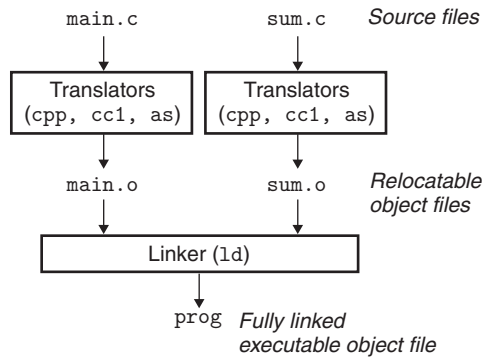 main.c sum.c Source files
Translators Translators
(cpp, cc1, as) (cpp, cc1, as)
main.o sum.o Relocatable
object files
Linker (ld)
prog Fully linked
executable object file